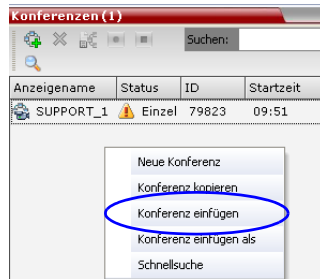 Konferenzen (1)
Suchen:
Anzeigename Status ID Startzeit
SUPPORT_1 Einzel 79823 09:51
Neue Konferenz
Konferenz kopieren
Konferenz einfügen
Konferenz einfügen als
Schnellsuche